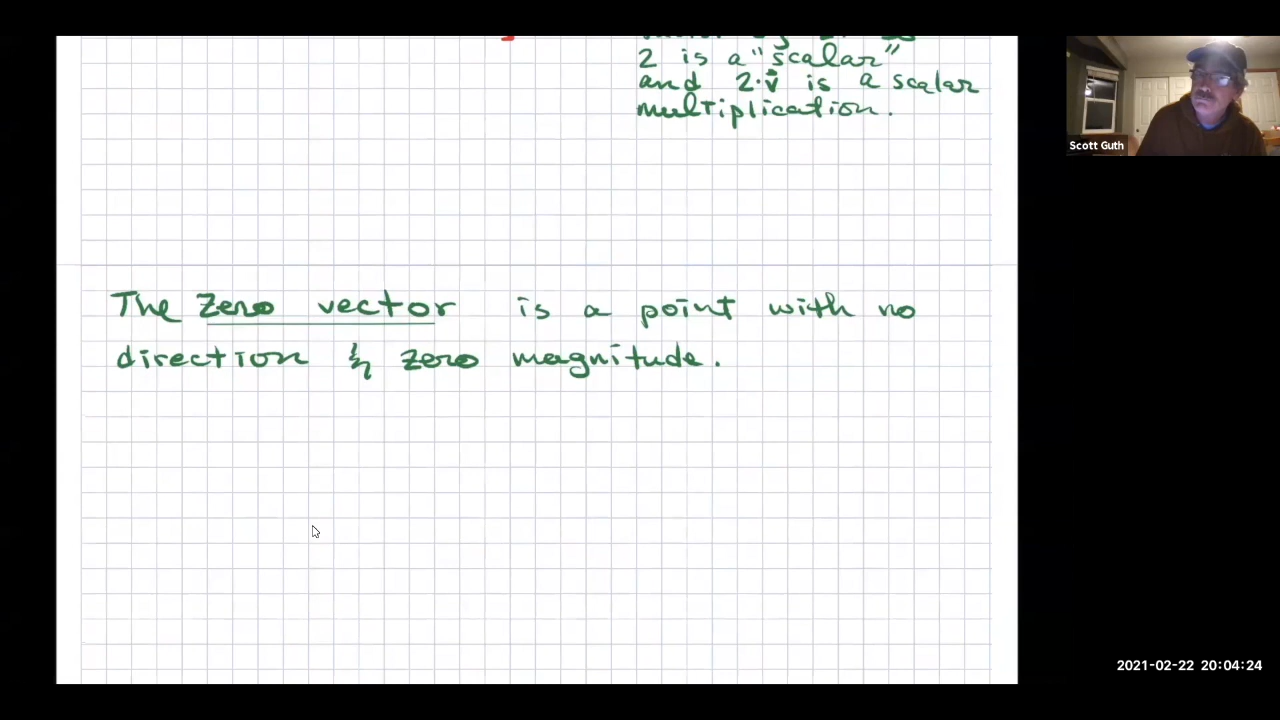 2 is a "scalar"
and 2·v⃗ is a scalar
multiplication.
Scott Guth
The zero vector is a point with no
direction & zero magnitude.
2021-02-22 20:04:24